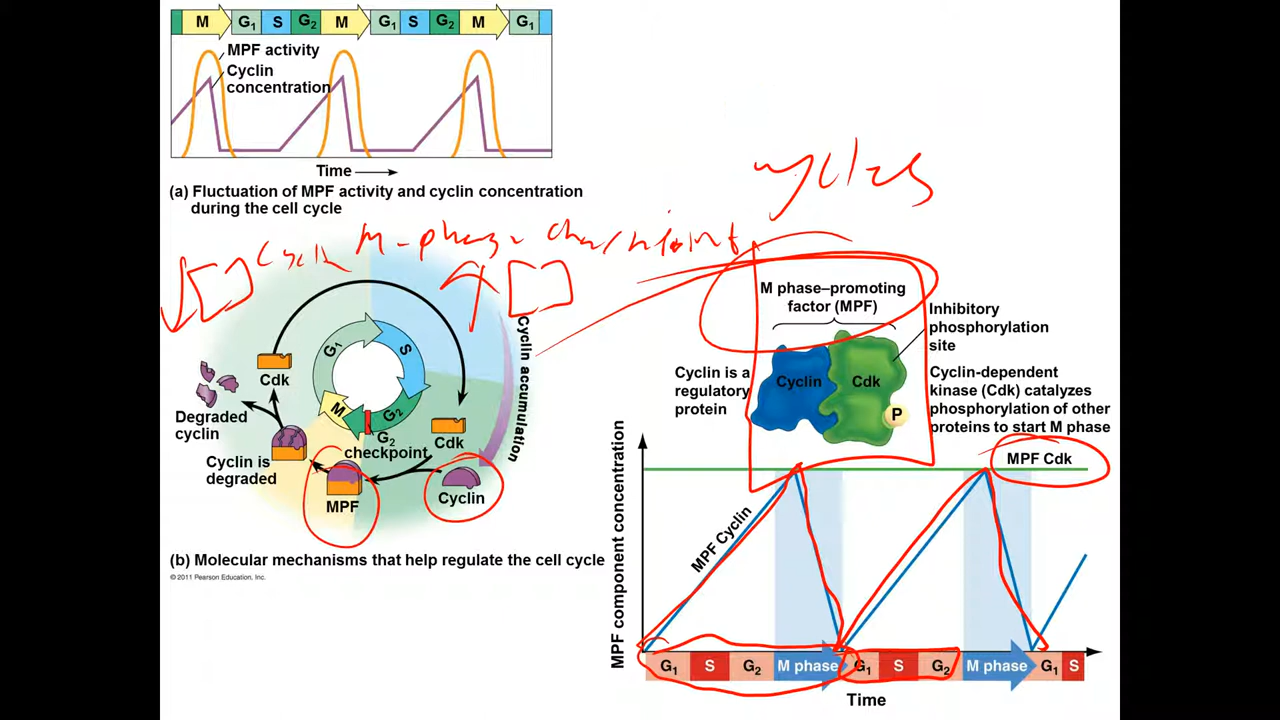 M G₁ S G₂ M G₁ S G₂ M G₁
MPF activity
Cyclin
concentration
Time
(a) Fluctuation of MPF activity and cyclin concentration
during the cell cycle
cycles
M-phase checkpoint
G₁
S
G₂
M
Cdk
Degraded
cyclin
Cyclin is
degraded
MPF
G₂
checkpoint
Cdk
Cyclin
Cyclin accumulation
(b) Molecular mechanisms that help regulate the cell cycle
© 2011 Pearson Education, Inc.
M phase–promoting
factor (MPF)
Cyclin is a
regulatory
protein
Cyclin
Cdk
P
Inhibitory
phosphorylation
site
Cyclin-dependent
kinase (Cdk) catalyzes
phosphorylation of other
proteins to start M phase
MPF Cdk
MPF Cyclin
MPF component concentration
G₁ S G₂ M phase G₁ S G₂ M phase G₁ S
Time